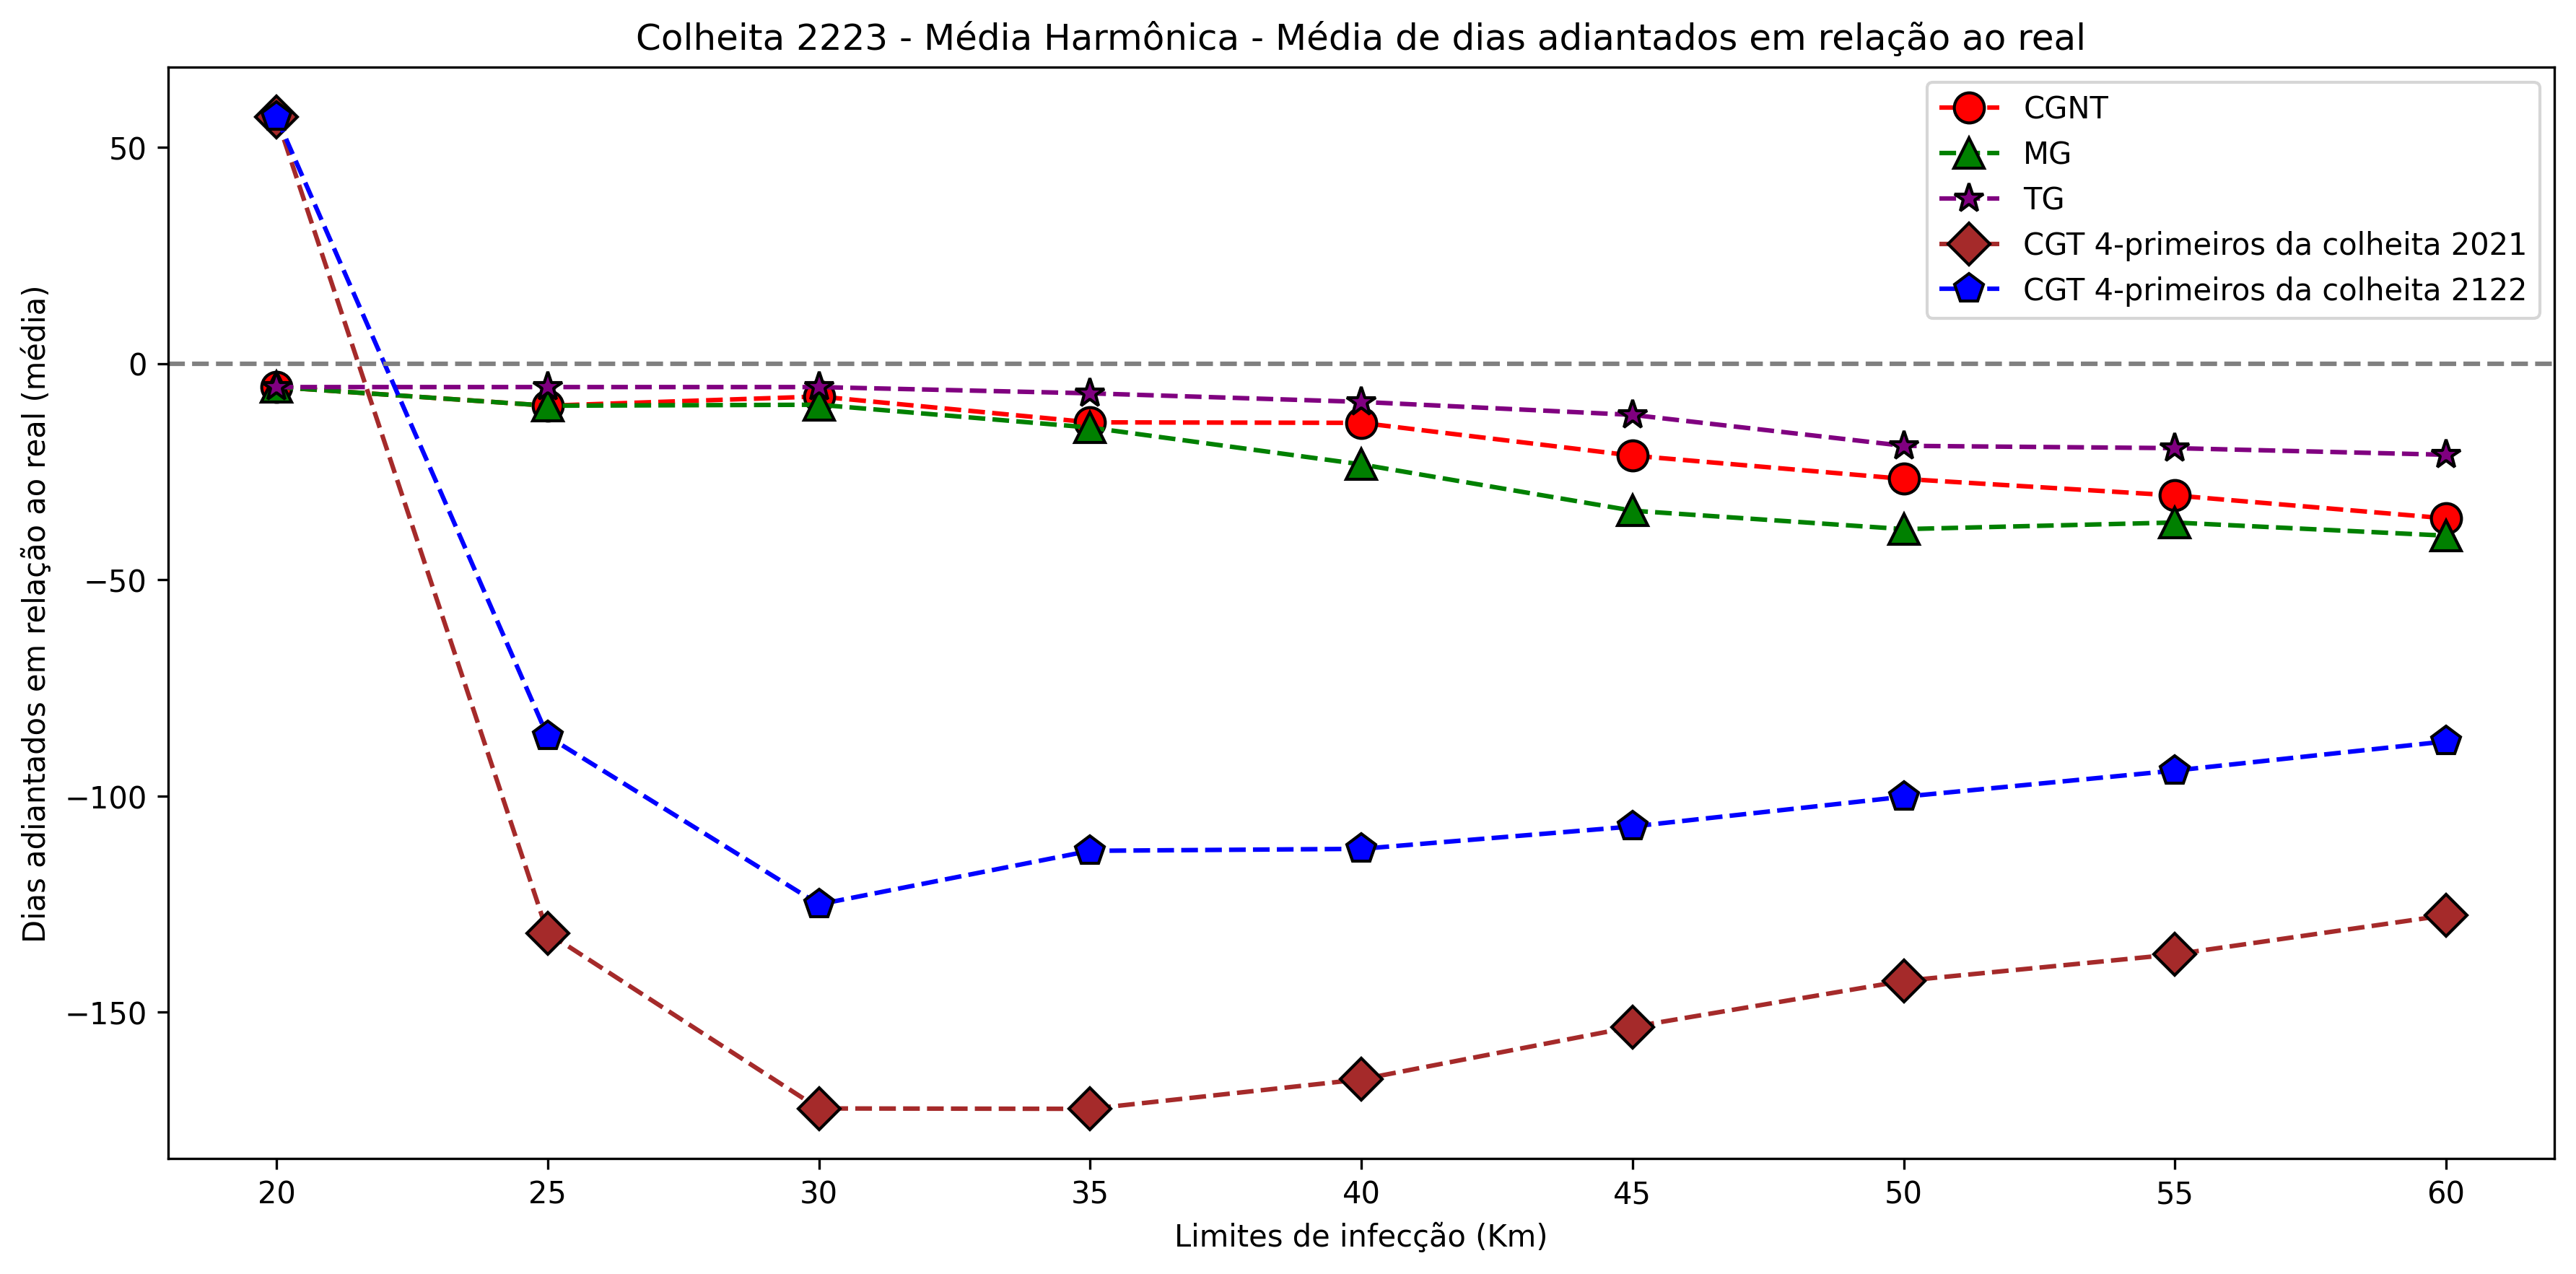 Colheita 2223 - Média Harmônica - Média de dias adiantados em relação ao real
CGNT
MG
TG
CGT 4-primeiros da colheita 2021
CGT 4-primeiros da colheita 2122
Dias adiantados em relação ao real (média)
50
0
−50
−100
−150
20 25 30 35 40 45 50 55 60
Limites de infecção (Km)